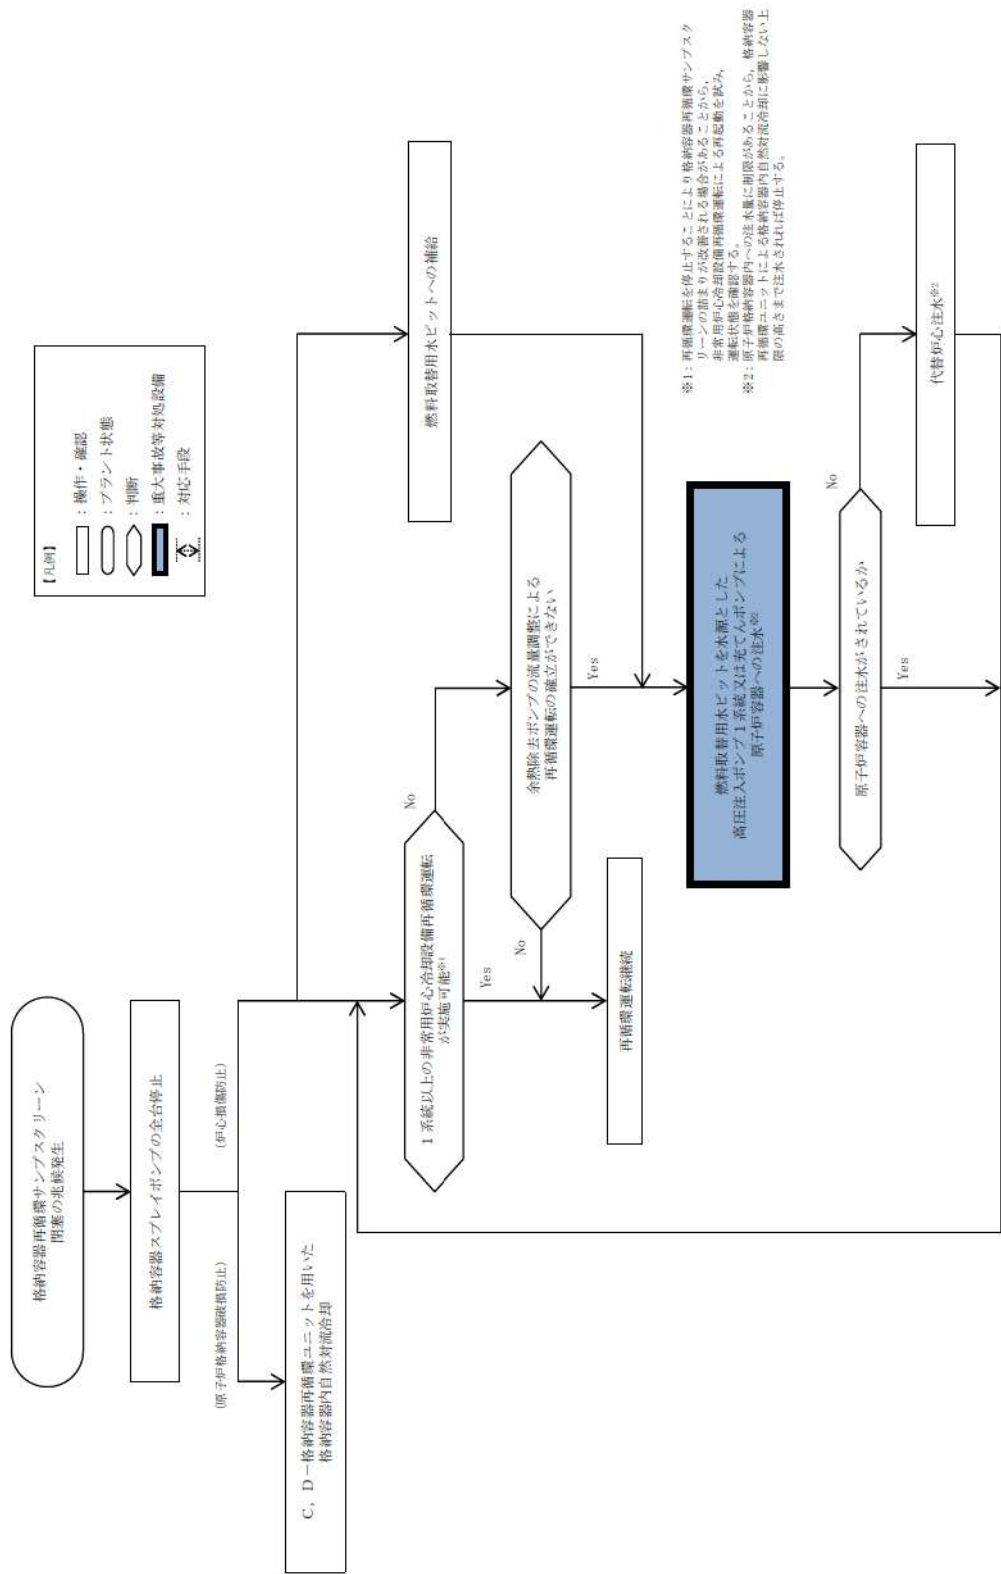 格納容器再循環サンプスクリーン
閉塞の兆候発生
格納容器スプレイポンプの全台停止
(原子炉格納容器破損防止)
(炉心損傷防止)
C，D－格納容器再循環ユニットを用いた
格納容器内自然対流冷却
1系統以上の非常用炉心冷却設備再循環運転
が実施可能※1
Yes
No
燃料取替用水ピットへの補給
余熱除去ポンプの流量調整による
再循環運転の確立ができない
No
Yes
再循環運転継続
燃料取替用水ピットを水源とした
高圧注入ポンプ1系統又は充てんポンプによる
原子炉容器への注水※2
原子炉容器への注水がされているか
No
Yes
代替炉心注水※2
【凡例】
：操作・確認
：プラント状態
：判断
：重大事故等対処設備
：対応手段
※1：再循環運転を停止することにより格納容器再循環サンプスク
リーンの詰まりが改善される場合があることから，
非常用炉心冷却設備再循環運転による再起動を試み，
運転状態を確認する。
※2：原子炉格納容器内への注水量に制限があることから，格納容器
再循環ユニットによる格納容器内自然対流冷却に影響しない上
限の高さまで注水されれば停止する。